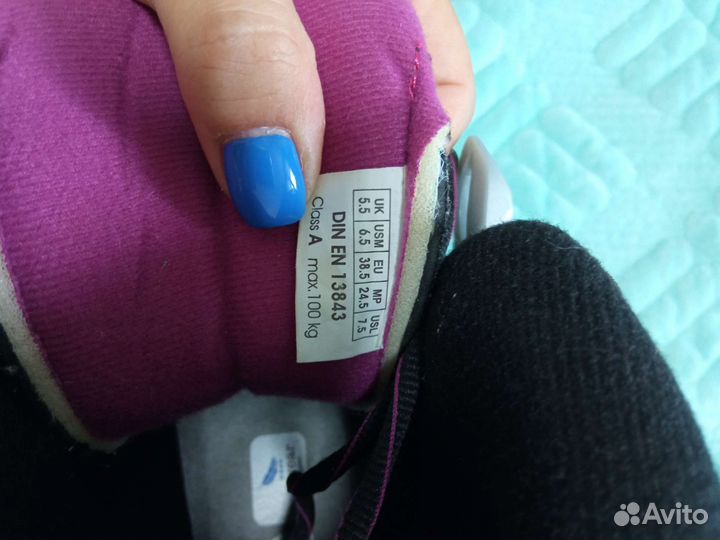 UK USM EU MP USL
5.5 6.5 38.5 24.5 7.5
DIN EN 13843
Class A max.100 kg
Avito